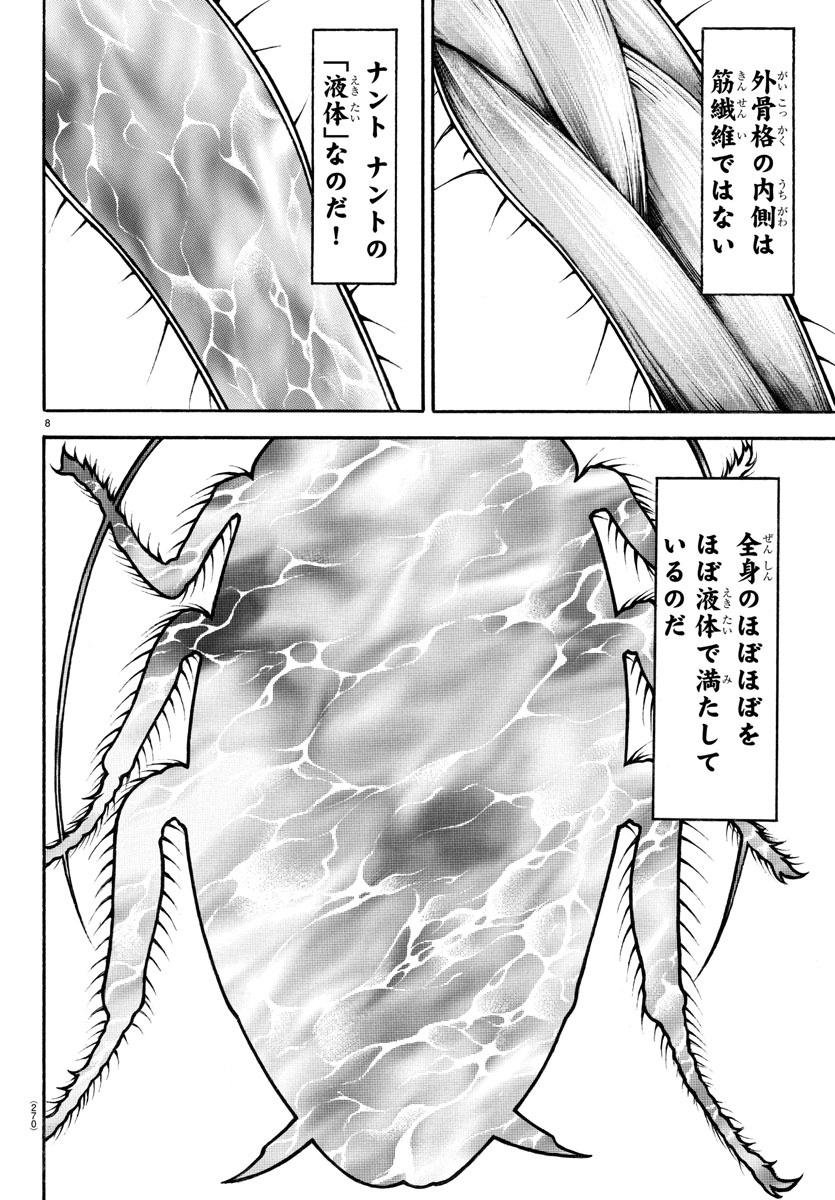 外骨格の内側は
筋繊維ではない
ナント ナントの
「液体」なのだ！
8
全身のほぼほぼを
ほぼ液体で満たして
いるのだ
(270)